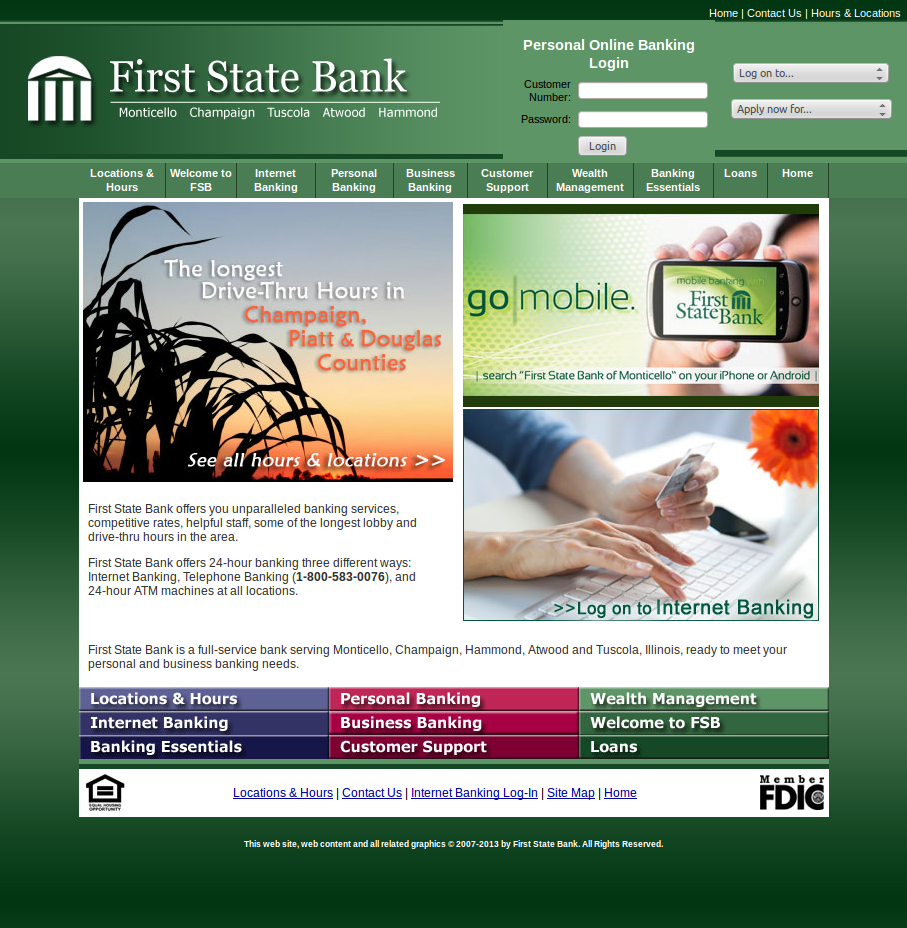 Home | Contact Us | Hours & Locations
First State Bank
Monticello Champaign Tuscola Atwood Hammond
Personal Online Banking
Login
Customer
Number:
Password:
Login
Log on to...
Apply now for...
Locations & Hours
Welcome to FSB
Internet Banking
Personal Banking
Business Banking
Customer Support
Wealth Management
Banking Essentials
Loans
Home
The longest
Drive-Thru Hours in
Champaign,
Piatt & Douglas
Counties
See all hours & locations >>
go|mobile.
mobile banking
First
State Bank
| search "First State Bank of Monticello" on your iPhone or Android |
>>Log on to Internet Banking
First State Bank offers you unparalleled banking services,
competitive rates, helpful staff, some of the longest lobby and
drive-thru hours in the area.
First State Bank offers 24-hour banking three different ways:
Internet Banking, Telephone Banking (1-800-583-0076), and
24-hour ATM machines at all locations.
First State Bank is a full-service bank serving Monticello, Champaign, Hammond, Atwood and Tuscola, Illinois, ready to meet your
personal and business banking needs.
Locations & Hours
Personal Banking
Wealth Management
Internet Banking
Business Banking
Welcome to FSB
Banking Essentials
Customer Support
Loans
EQUAL HOUSING
OPPORTUNITY
Locations & Hours | Contact Us | Internet Banking Log-In | Site Map | Home
Member
FDIC
This web site, web content and all related graphics © 2007-2013 by First State Bank. All Rights Reserved.